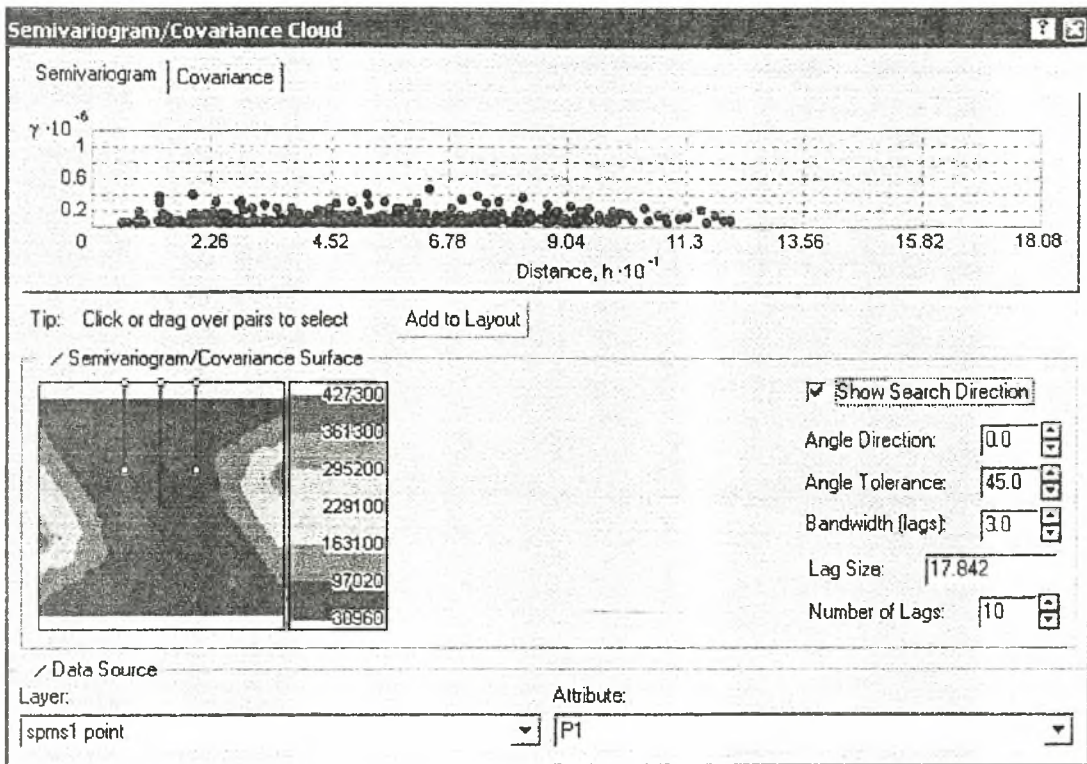 Semivariogram/Covariance Cloud
Semivariogram Covariance
γ ·10 -6
1
0.6
0.2
0 2.26 4.52 6.78 9.04 11.3 13.56 15.82 18.08
Distance, h ·10 -1
Tip: Click or drag over pairs to select Add to Layout
Semivariogram/Covariance Surface
427300
361300
295200
229100
163100
97020
30960
Show Search Direction
Angle Direction: 0.0
Angle Tolerance: 45.0
Bandwidth (lags): 3.0
Lag Size: 17.842
Number of Lags: 10
Data Source
Layer: Attribute:
spms1 point P1